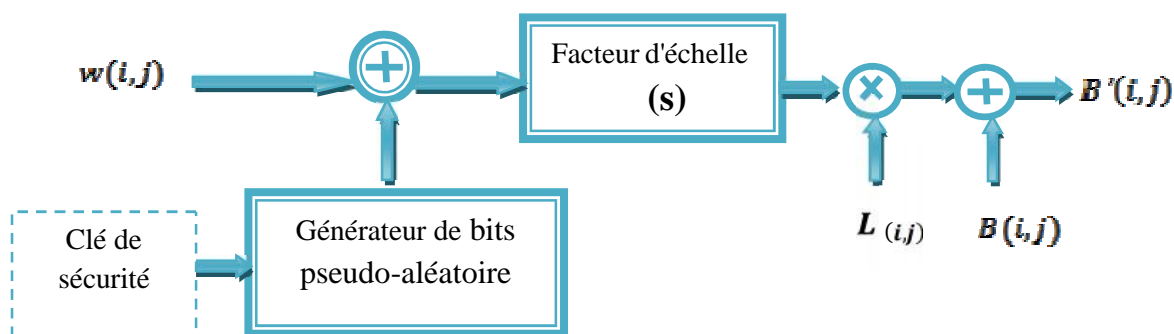 w(i,j)
+
Facteur d'échelle
(s)
×
+
B'(i,j)
L (i,j)
B(i,j)
Clé de
sécurité
Générateur de bits
pseudo-aléatoire